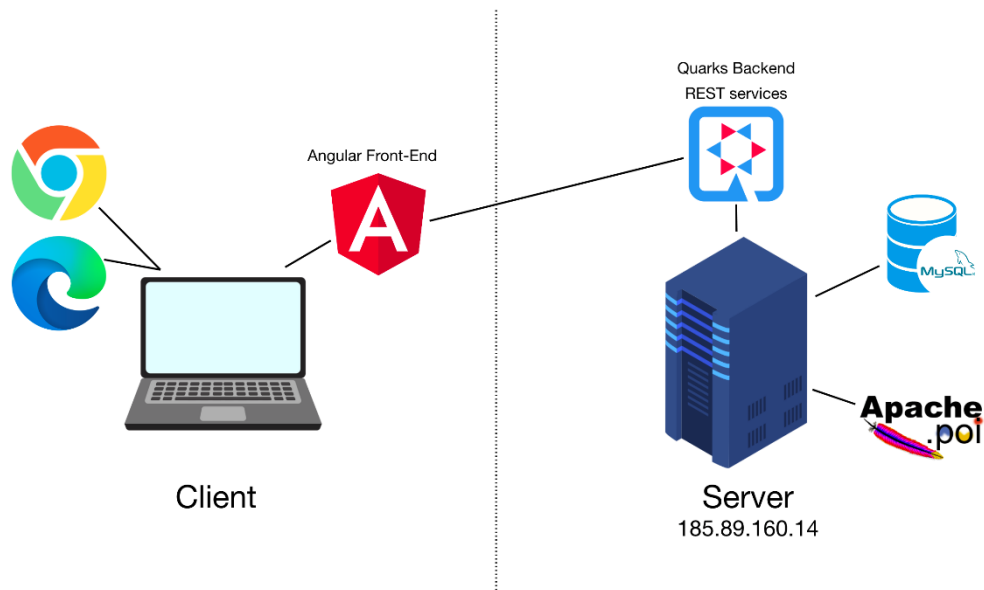 Quarks Backend
REST services
Angular Front-End
A
MySQL
Apache
.poi
Client
Server
185.89.160.14